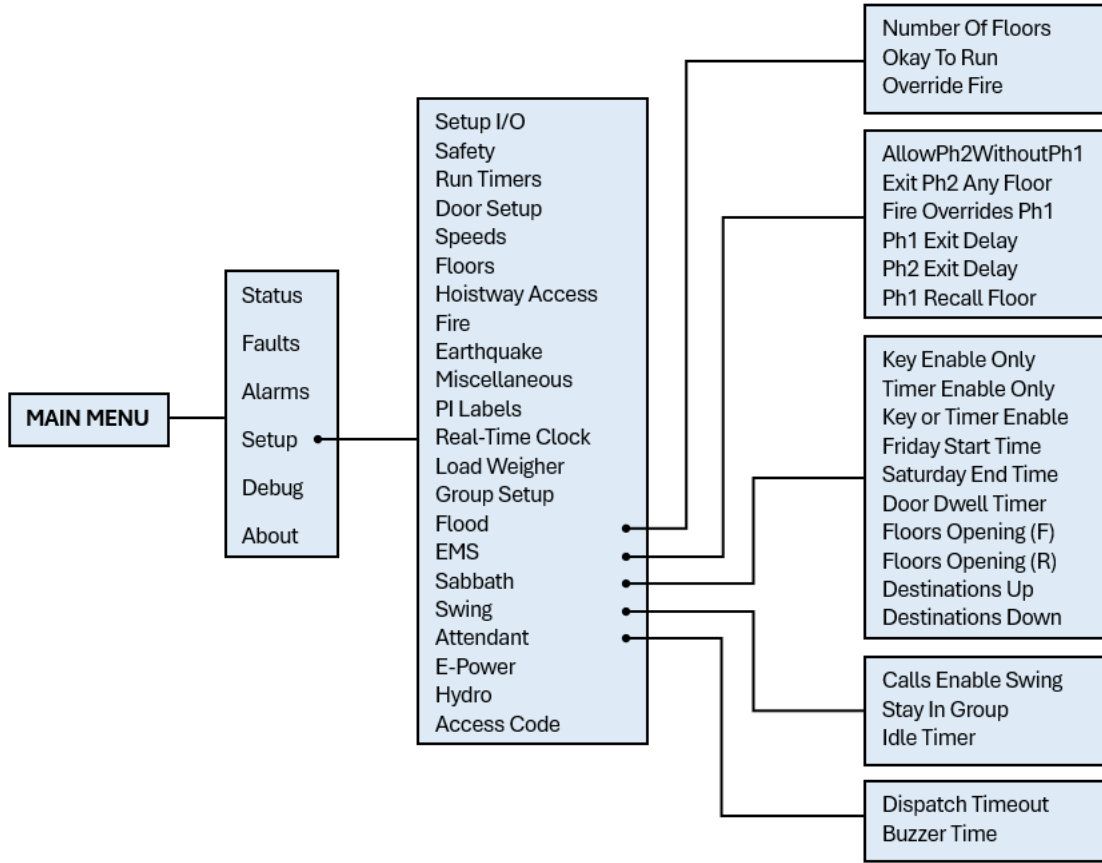 MAIN MENU
Status
Faults
Alarms
Setup
Debug
About
Setup I/O
Safety
Run Timers
Door Setup
Speeds
Floors
Hoistway Access
Fire
Earthquake
Miscellaneous
PI Labels
Real-Time Clock
Load Weigher
Group Setup
Flood
EMS
Sabbath
Swing
Attendant
E-Power
Hydro
Access Code
Number Of Floors
Okay To Run
Override Fire
AllowPh2WithoutPh1
Exit Ph2 Any Floor
Fire Overrides Ph1
Ph1 Exit Delay
Ph2 Exit Delay
Ph1 Recall Floor
Key Enable Only
Timer Enable Only
Key or Timer Enable
Friday Start Time
Saturday End Time
Door Dwell Timer
Floors Opening (F)
Floors Opening (R)
Destinations Up
Destinations Down
Calls Enable Swing
Stay In Group
Idle Timer
Dispatch Timeout
Buzzer Time